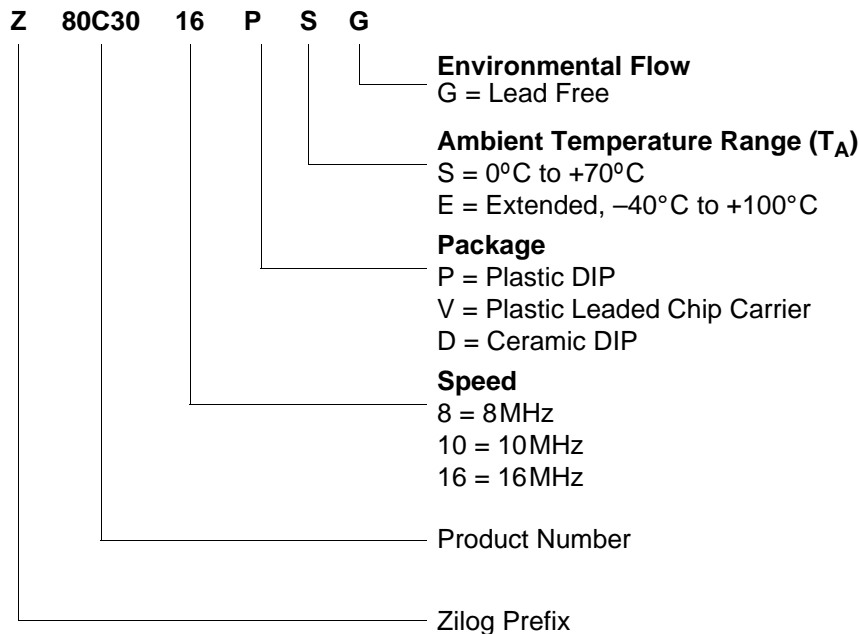 Z 80C30 16 P S G
Environmental Flow
G = Lead Free
Ambient Temperature Range (TA)
S = 0ºC to +70ºC
E = Extended, –40°C to +100°C
Package
P = Plastic DIP
V = Plastic Leaded Chip Carrier
D = Ceramic DIP
Speed
8 = 8MHz
10 = 10MHz
16 = 16MHz
Product Number
Zilog Prefix